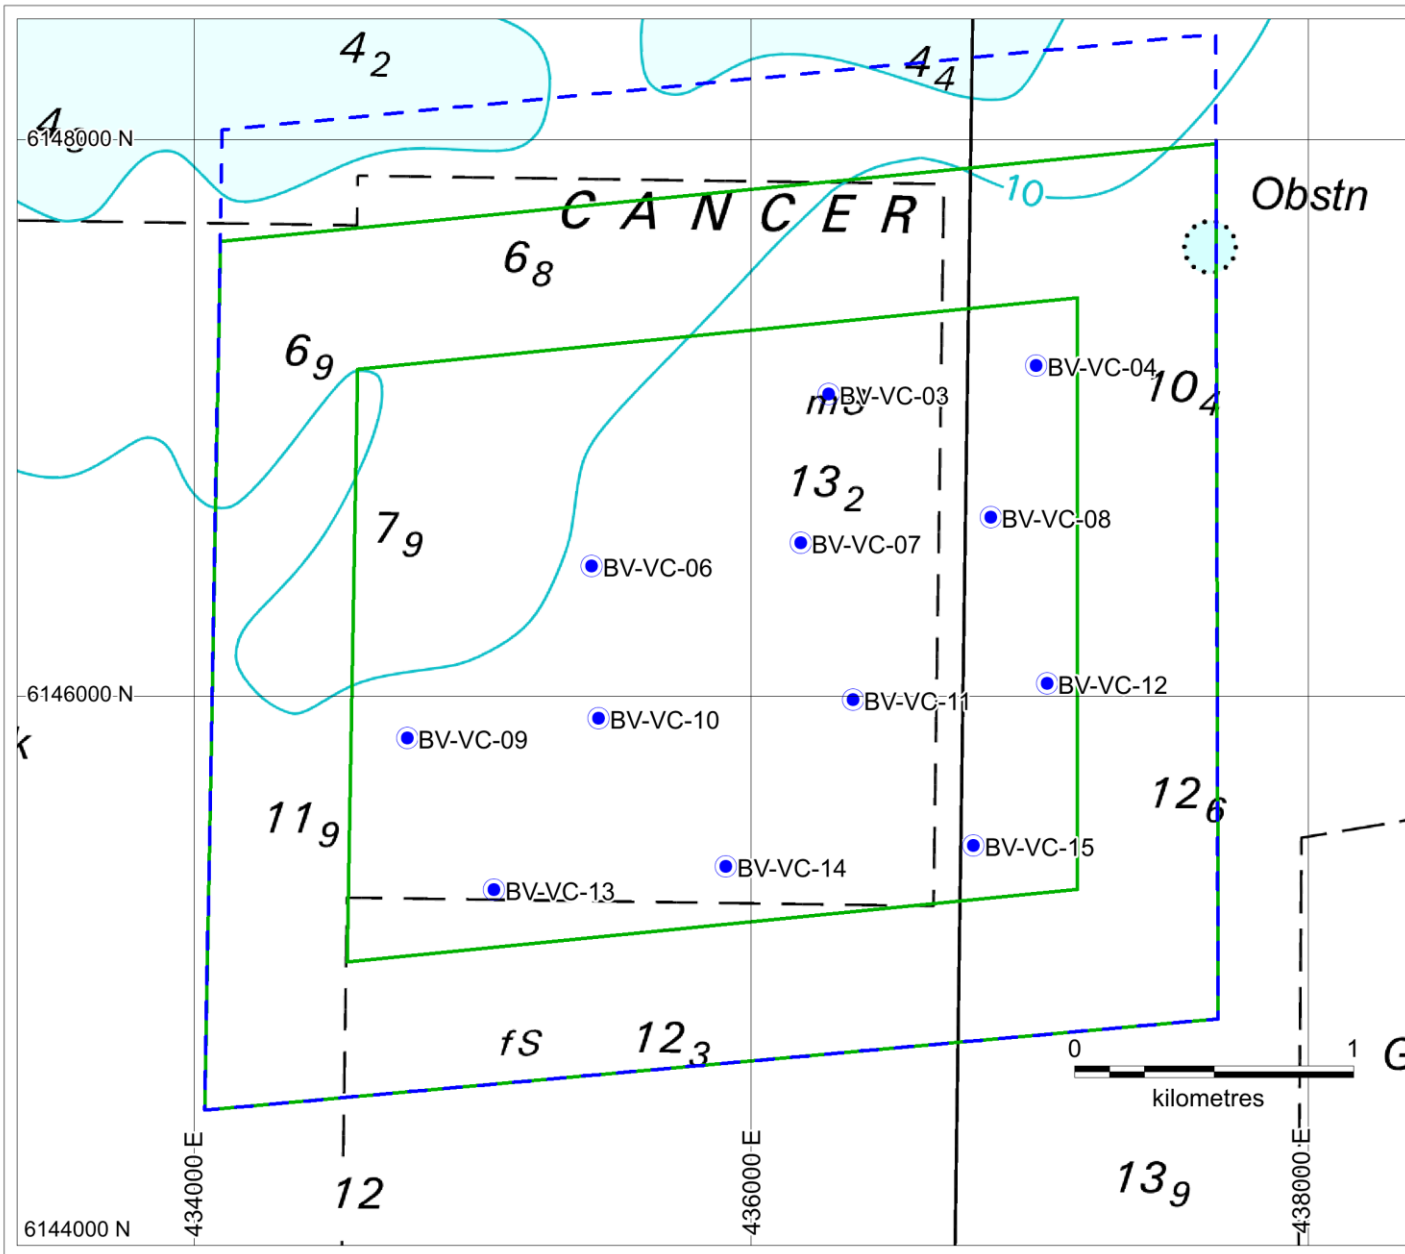 4₂
4₄
6148000 N
CANCER
10
Obstn
6₈
6₉
BV-VC-04
10₄
BV-VC-03
mS
13₂
7₉
BV-VC-08
BV-VC-07
BV-VC-06
6146000 N
BV-VC-12
BV-VC-11
BV-VC-10
BV-VC-09
k
11₉
12₆
BV-VC-15
BV-VC-14
BV-VC-13
fS
12₃
0 1
G
kilometres
434000 E
436000 E
438000 E
12
13₉
6144000 N